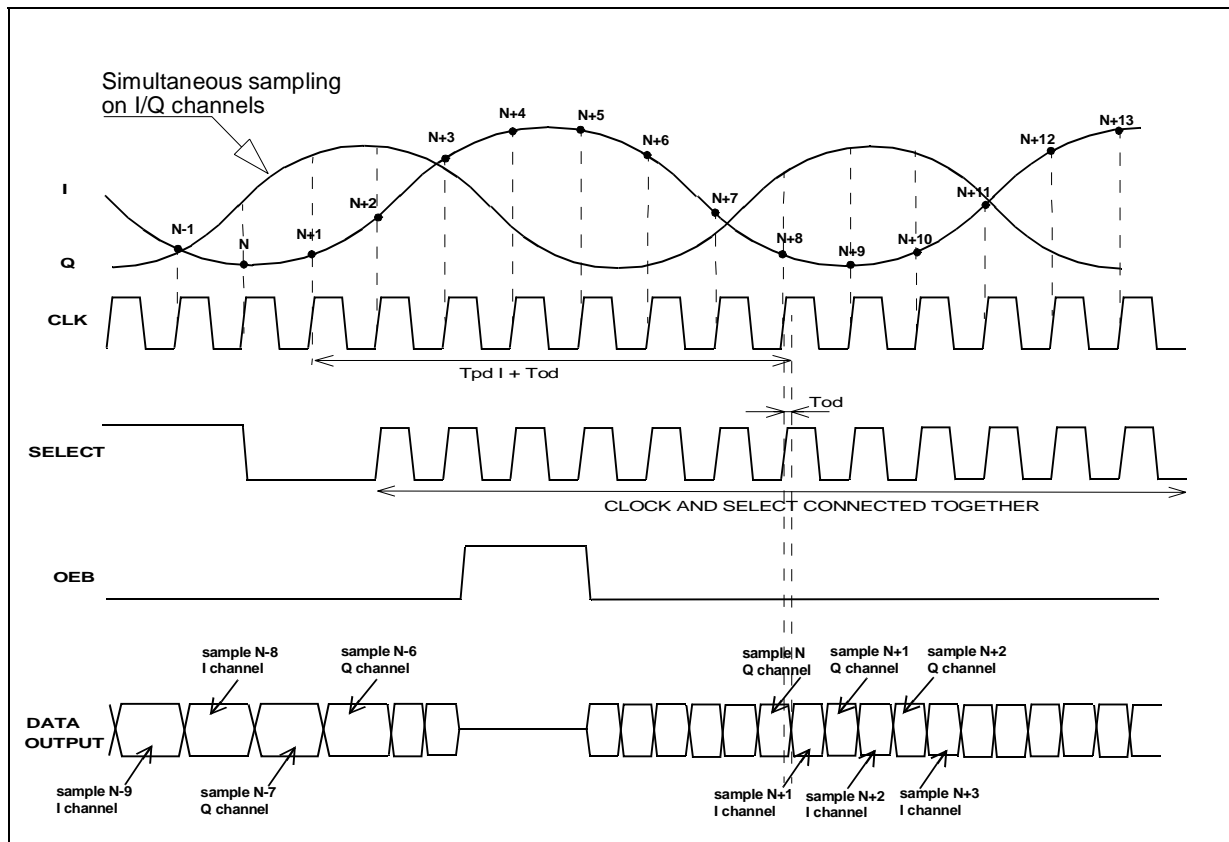 Simultaneous sampling
on I/Q channels
N+4
N+5
N+13
N+3
N+6
N+12
I
N+2
N+7
N+11
N-1
N
N+1
N+8
N+10
Q
N+9
CLK
Tpd I + Tod
Tod
SELECT
CLOCK AND SELECT CONNECTED TOGETHER
OEB
sample N-8
I channel
sample N-6
Q channel
sample N
Q channel
sample N+1
Q channel
sample N+2
Q channel
DATA
OUTPUT
sample N-9
I channel
sample N-7
Q channel
sample N+1
I channel
sample N+2
I channel
sample N+3
I channel